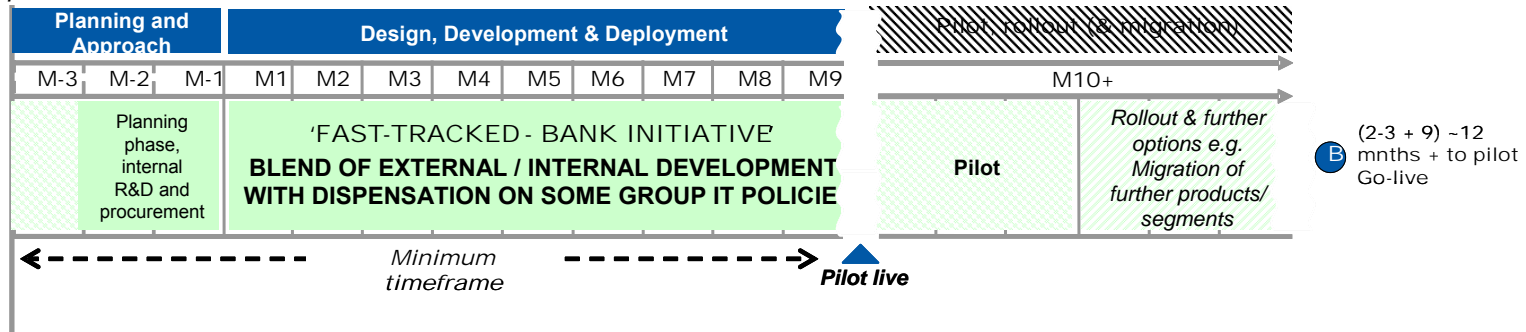 Planning and
Approach
Design, Development & Deployment
Pilot, rollout (& migration)
M-3 M-2 M-1 M1 M2 M3 M4 M5 M6 M7 M8 M9 M10+
Planning
phase,
internal
R&D and
procurement
'FAST-TRACKED - BANK INITIATIVE'
BLEND OF EXTERNAL / INTERNAL DEVELOPMENT
WITH DISPENSATION ON SOME GROUP IT POLICIE
Pilot
Rollout & further
options e.g.
Migration of
further products/
segments
B
(2-3 + 9) ~12
mnths + to pilot
Go-live
Minimum
timeframe
Pilot live